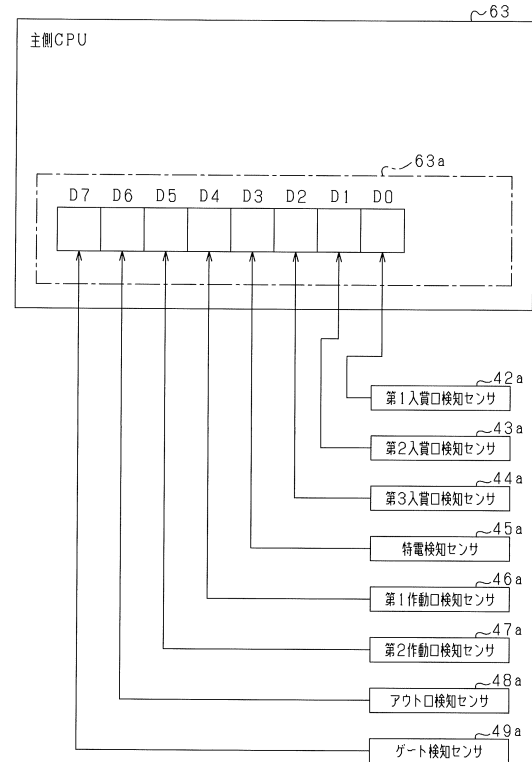 63
主側CPU
63a
D7 D6 D5 D4 D3 D2 D1 D0
42a
第1入賞口検知センサ
43a
第2入賞口検知センサ
44a
第3入賞口検知センサ
45a
特電検知センサ
46a
第1作動口検知センサ
47a
第2作動口検知センサ
48a
アウト口検知センサ
49a
ゲート検知センサ